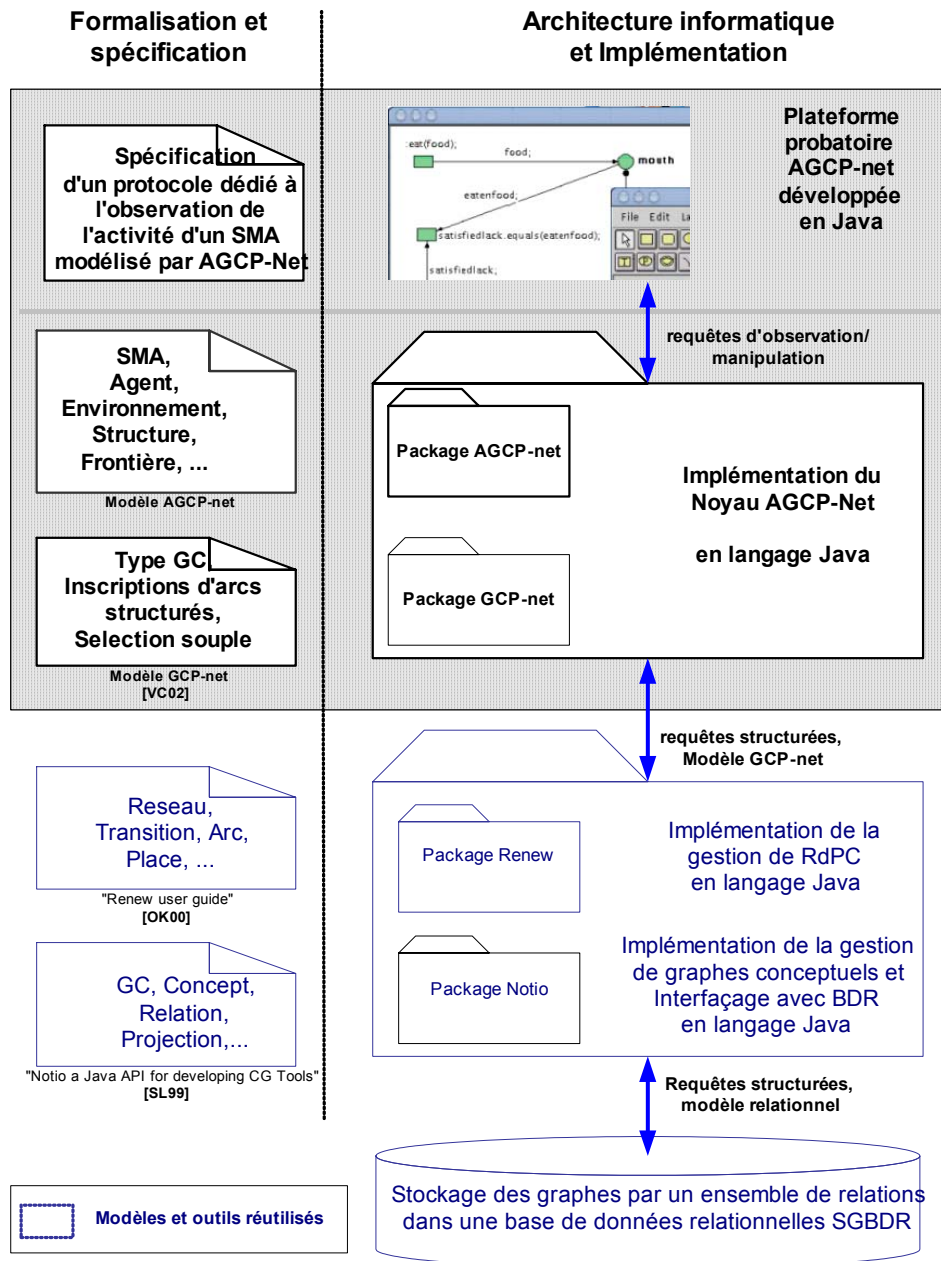 Formalisation et
spécification
Architecture informatique
et Implémentation
Spécification
d'un protocole dédié à
l'observation de
l'activité d'un SMA
modélisé par AGCP-Net
:eat(food);
food;
mouth
eatenfood;
satisfiedlack.equals(eatenfood);
satisfiedlack;
File Edit
Plateforme
probatoire
AGCP-net
développée
en Java
requêtes d'observation/
manipulation
SMA,
Agent,
Environnement,
Structure,
Frontière, ...
Modèle AGCP-net
Package AGCP-net
Implémentation du
Noyau AGCP-Net
en langage Java
Type GC,
Inscriptions d'arcs
structurés,
Selection souple
Modèle GCP-net
[VC02]
Package GCP-net
requêtes structurées,
Modèle GCP-net
Reseau,
Transition, Arc,
Place, ...
"Renew user guide"
[OK00]
Package Renew
Implémentation de la
gestion de RdPC
en langage Java
GC, Concept,
Relation,
Projection,...
"Notio a Java API for developing CG Tools"
[SL99]
Package Notio
Implémentation de la gestion
de graphes conceptuels et
Interfaçage avec BDR
en langage Java
Requêtes structurées,
modèle relationnel
Stockage des graphes par un ensemble de relations
dans une base de données relationnelles SGBDR
Modèles et outils réutilisés